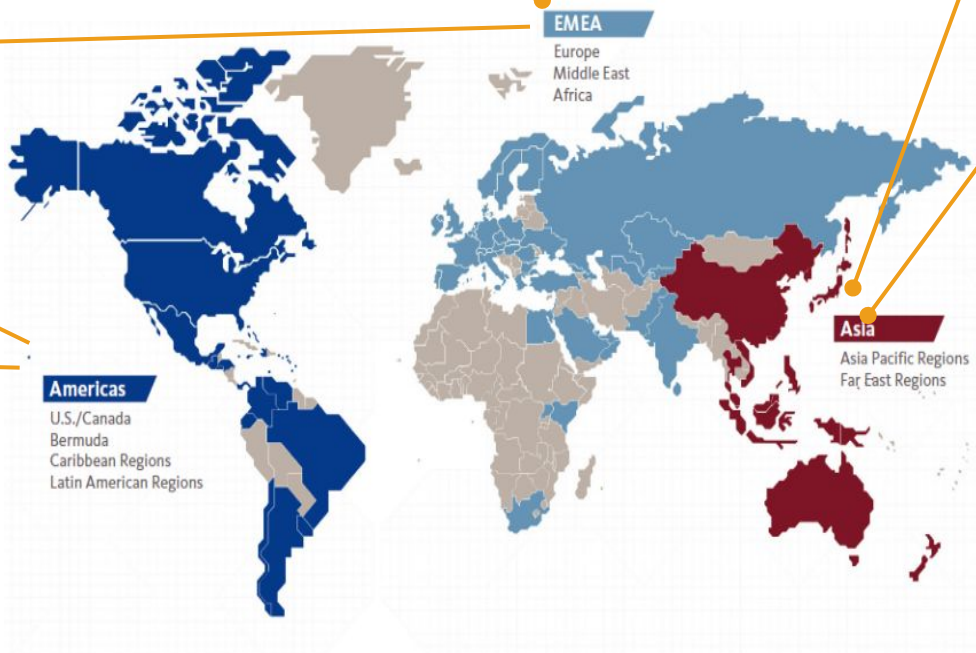 EMEA
Europe
Middle East
Africa
Asia
Asia Pacific Regions
Far East Regions
Americas
U.S./Canada
Bermuda
Caribbean Regions
Latin American Regions